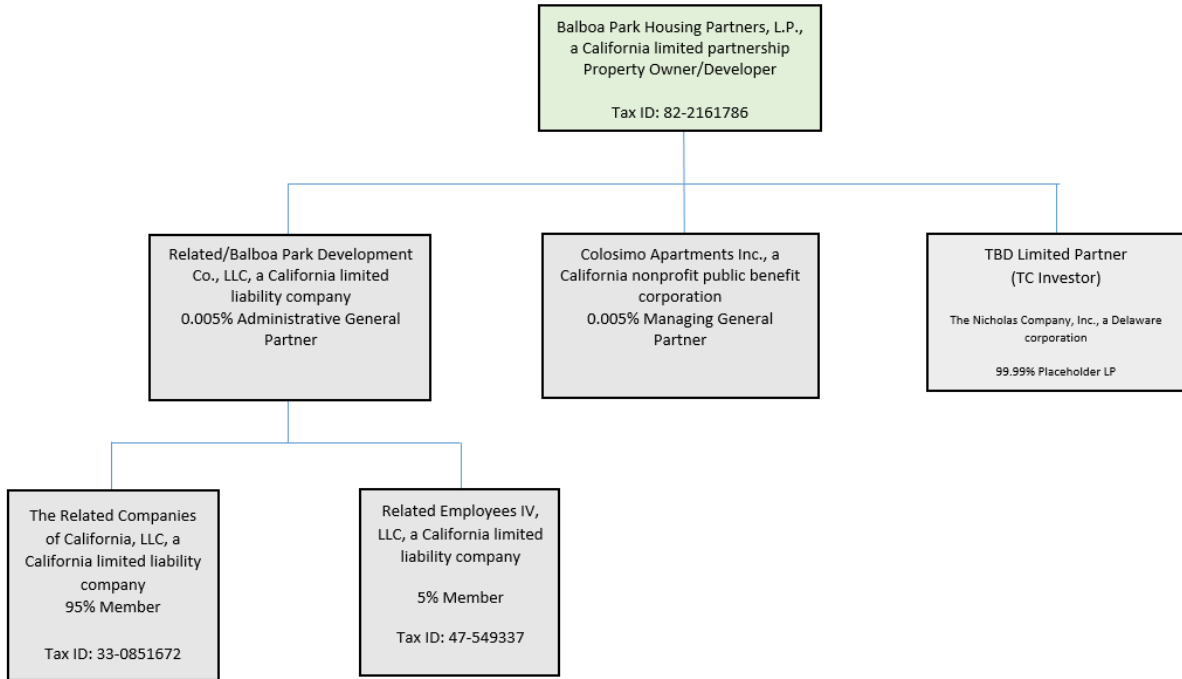 Balboa Park Housing Partners, L.P.,
a California limited partnership
Property Owner/Developer
Tax ID: 82-2161786
Related/Balboa Park Development
Co., LLC, a California limited
liability company
0.005% Administrative General
Partner
Colosimo Apartments Inc., a
California nonprofit public benefit
corporation
0.005% Managing General
Partner
TBD Limited Partner
(TC Investor)
The Nicholas Company, Inc., a Delaware
corporation
99.99% Placeholder LP
The Related Companies
of California, LLC, a
California limited liability
company
95% Member
Tax ID: 33-0851672
Related Employees IV,
LLC, a California limited
liability company
5% Member
Tax ID: 47-549337